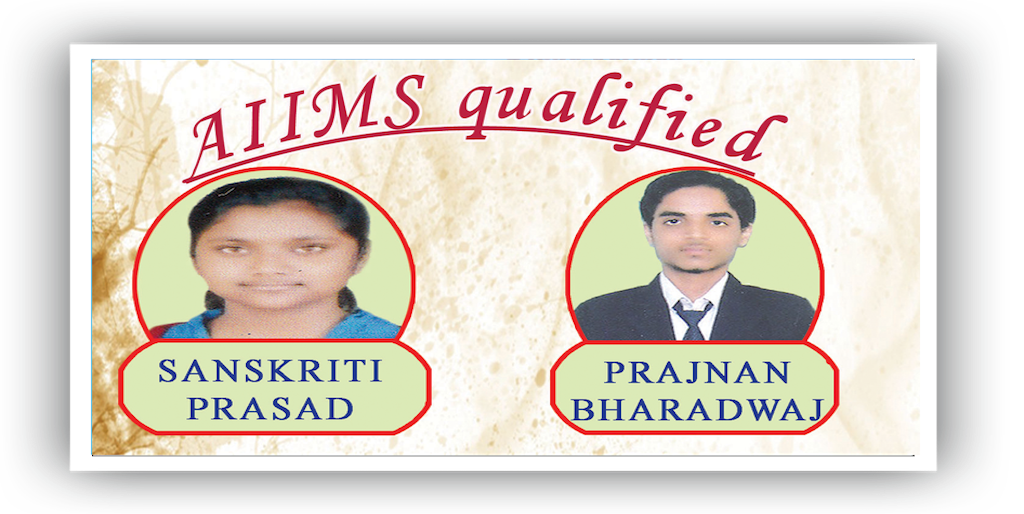 AIIMS qualified
SANSKRITI
PRASAD
PRAJNAN
BHARADWAJ